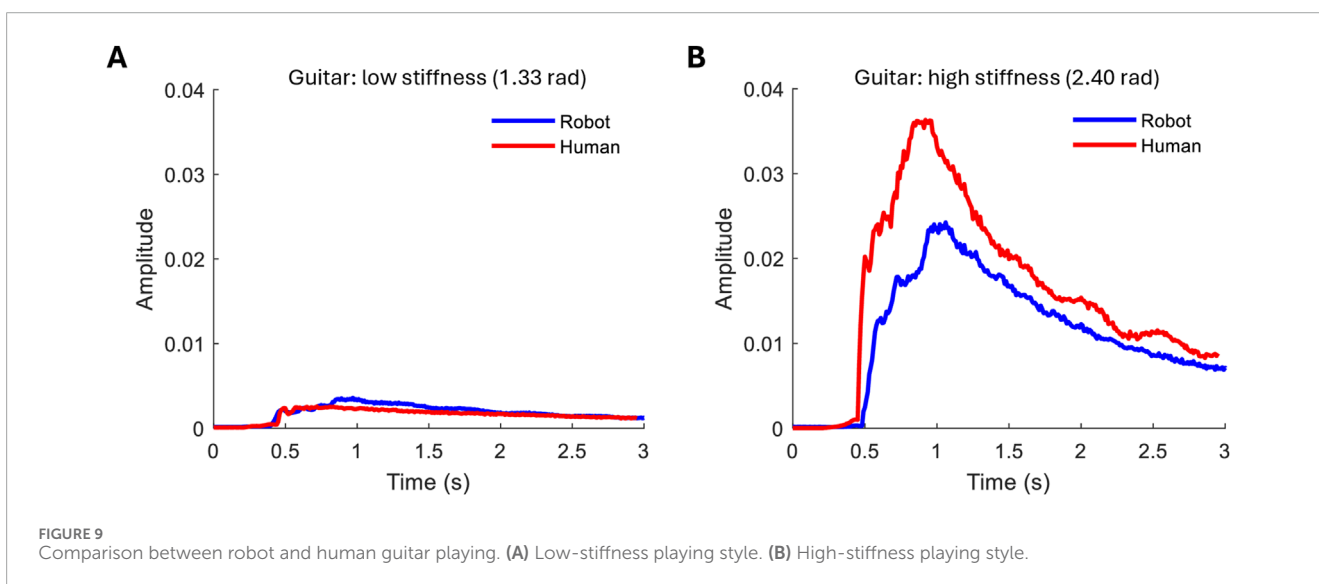 A
Guitar: low stiffness (1.33 rad)
0.04
0.03
0.02
0.01
0
Amplitude
Robot
Human
0 0.5 1 1.5 2 2.5 3
Time (s)
B
Guitar: high stiffness (2.40 rad)
0.04
0.03
0.02
0.01
0
Amplitude
Robot
Human
0 0.5 1 1.5 2 2.5 3
Time (s)
FIGURE 9
Comparison between robot and human guitar playing. (A) Low-stiffness playing style. (B) High-stiffness playing style.